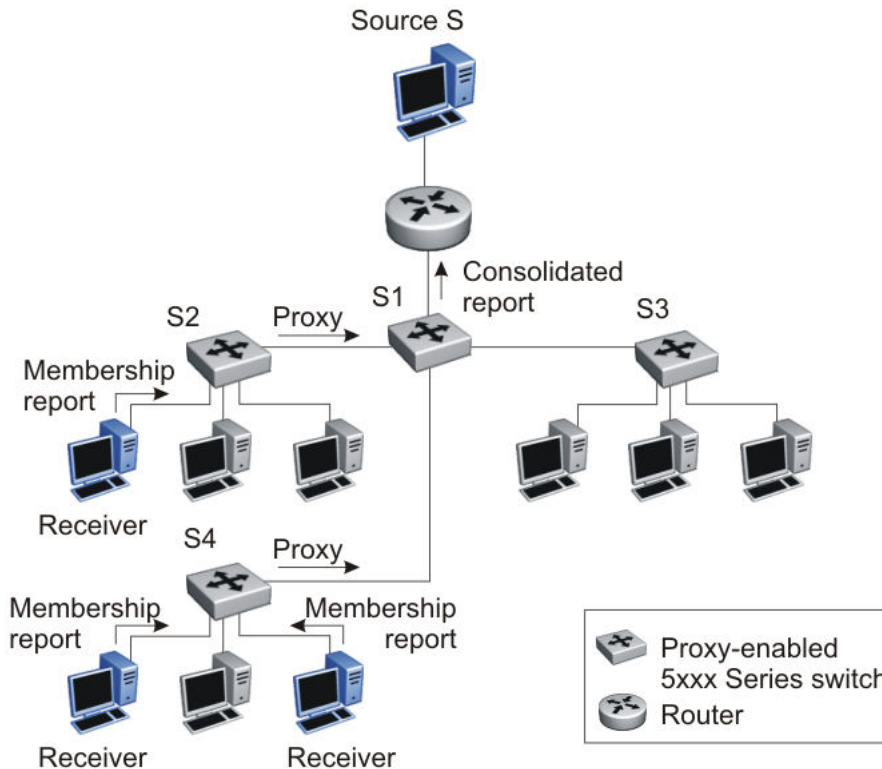 Source S
Consolidated
report
S1
S2
Proxy
S3
Membership
report
Receiver
S4
Proxy
Membership
report
Membership
report
Receiver
Receiver
Proxy-enabled
5xxx Series switch
Router